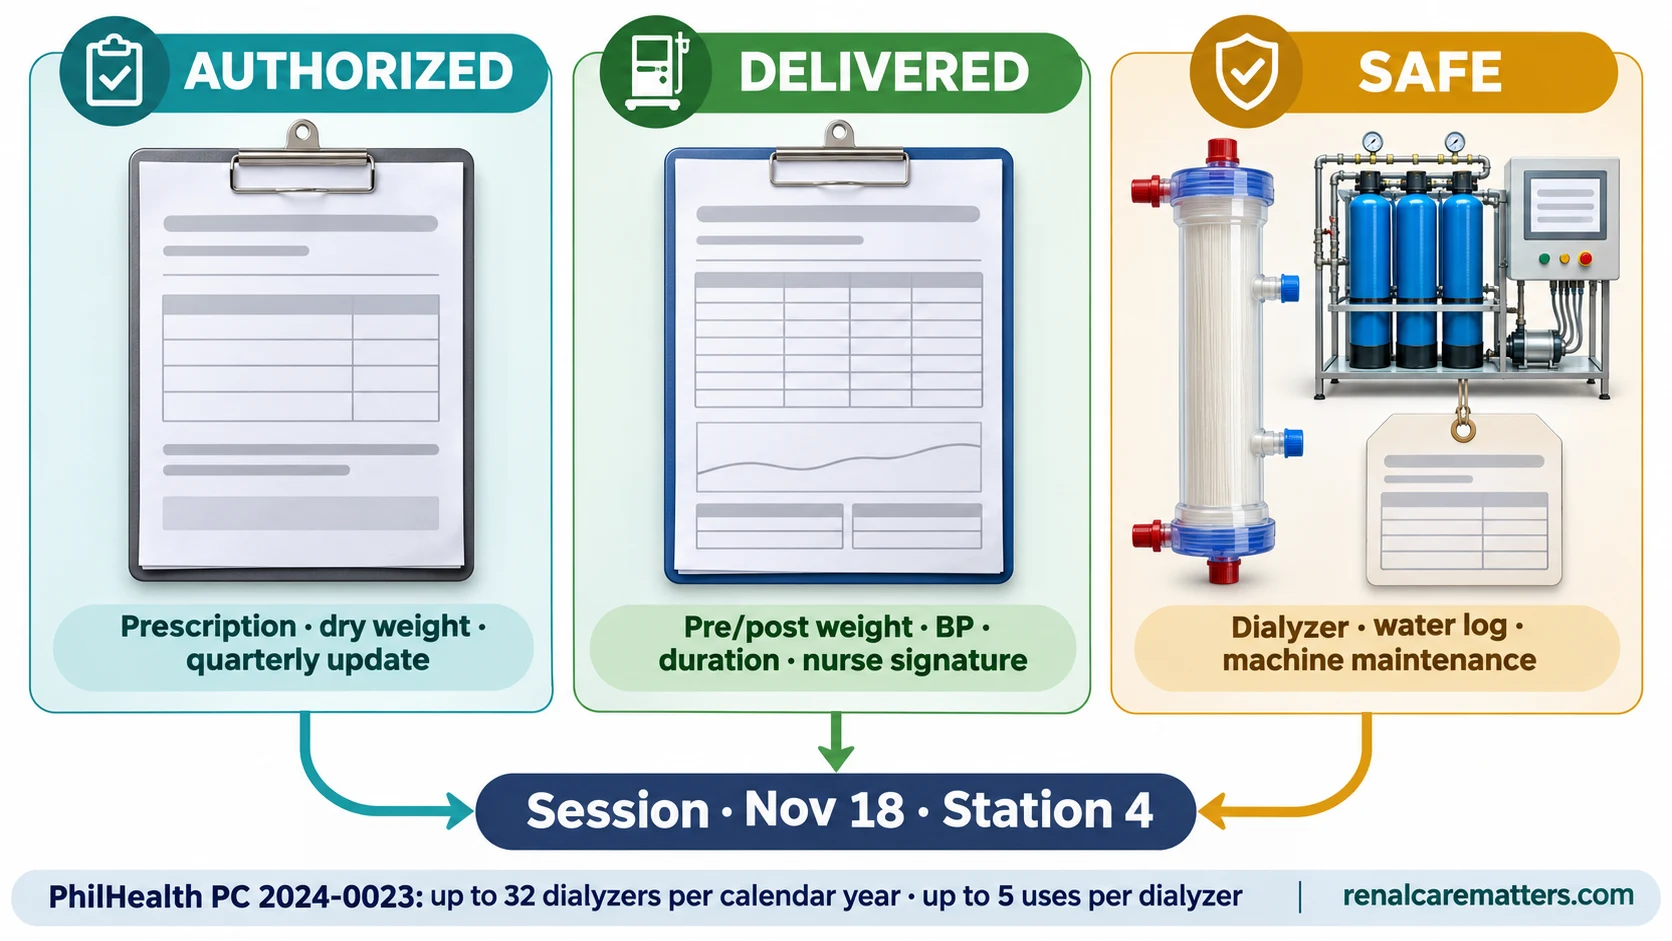 AUTHORIZED
Prescription · dry weight ·
quarterly update
DELIVERED
Pre/post weight · BP ·
duration · nurse signature
SAFE
Dialyzer · water log ·
machine maintenance
Session · Nov 18 · Station 4
PhilHealth PC 2024-0023: up to 32 dialyzers per calendar year · up to 5 uses per dialyzer | renalcarematters.com